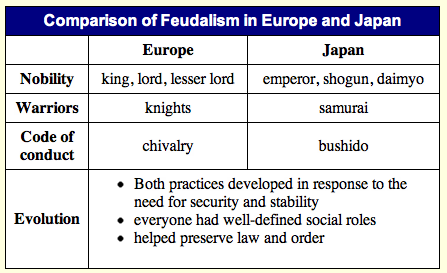 Comparison of Feudalism in Europe and Japan
Europe Japan
Nobility king, lord, lesser lord emperor, shogun, daimyo
Warriors knights samurai
Code of conduct chivalry bushido
Evolution
• Both practices developed in response to the
need for security and stability
• everyone had well-defined social roles
• helped preserve law and order